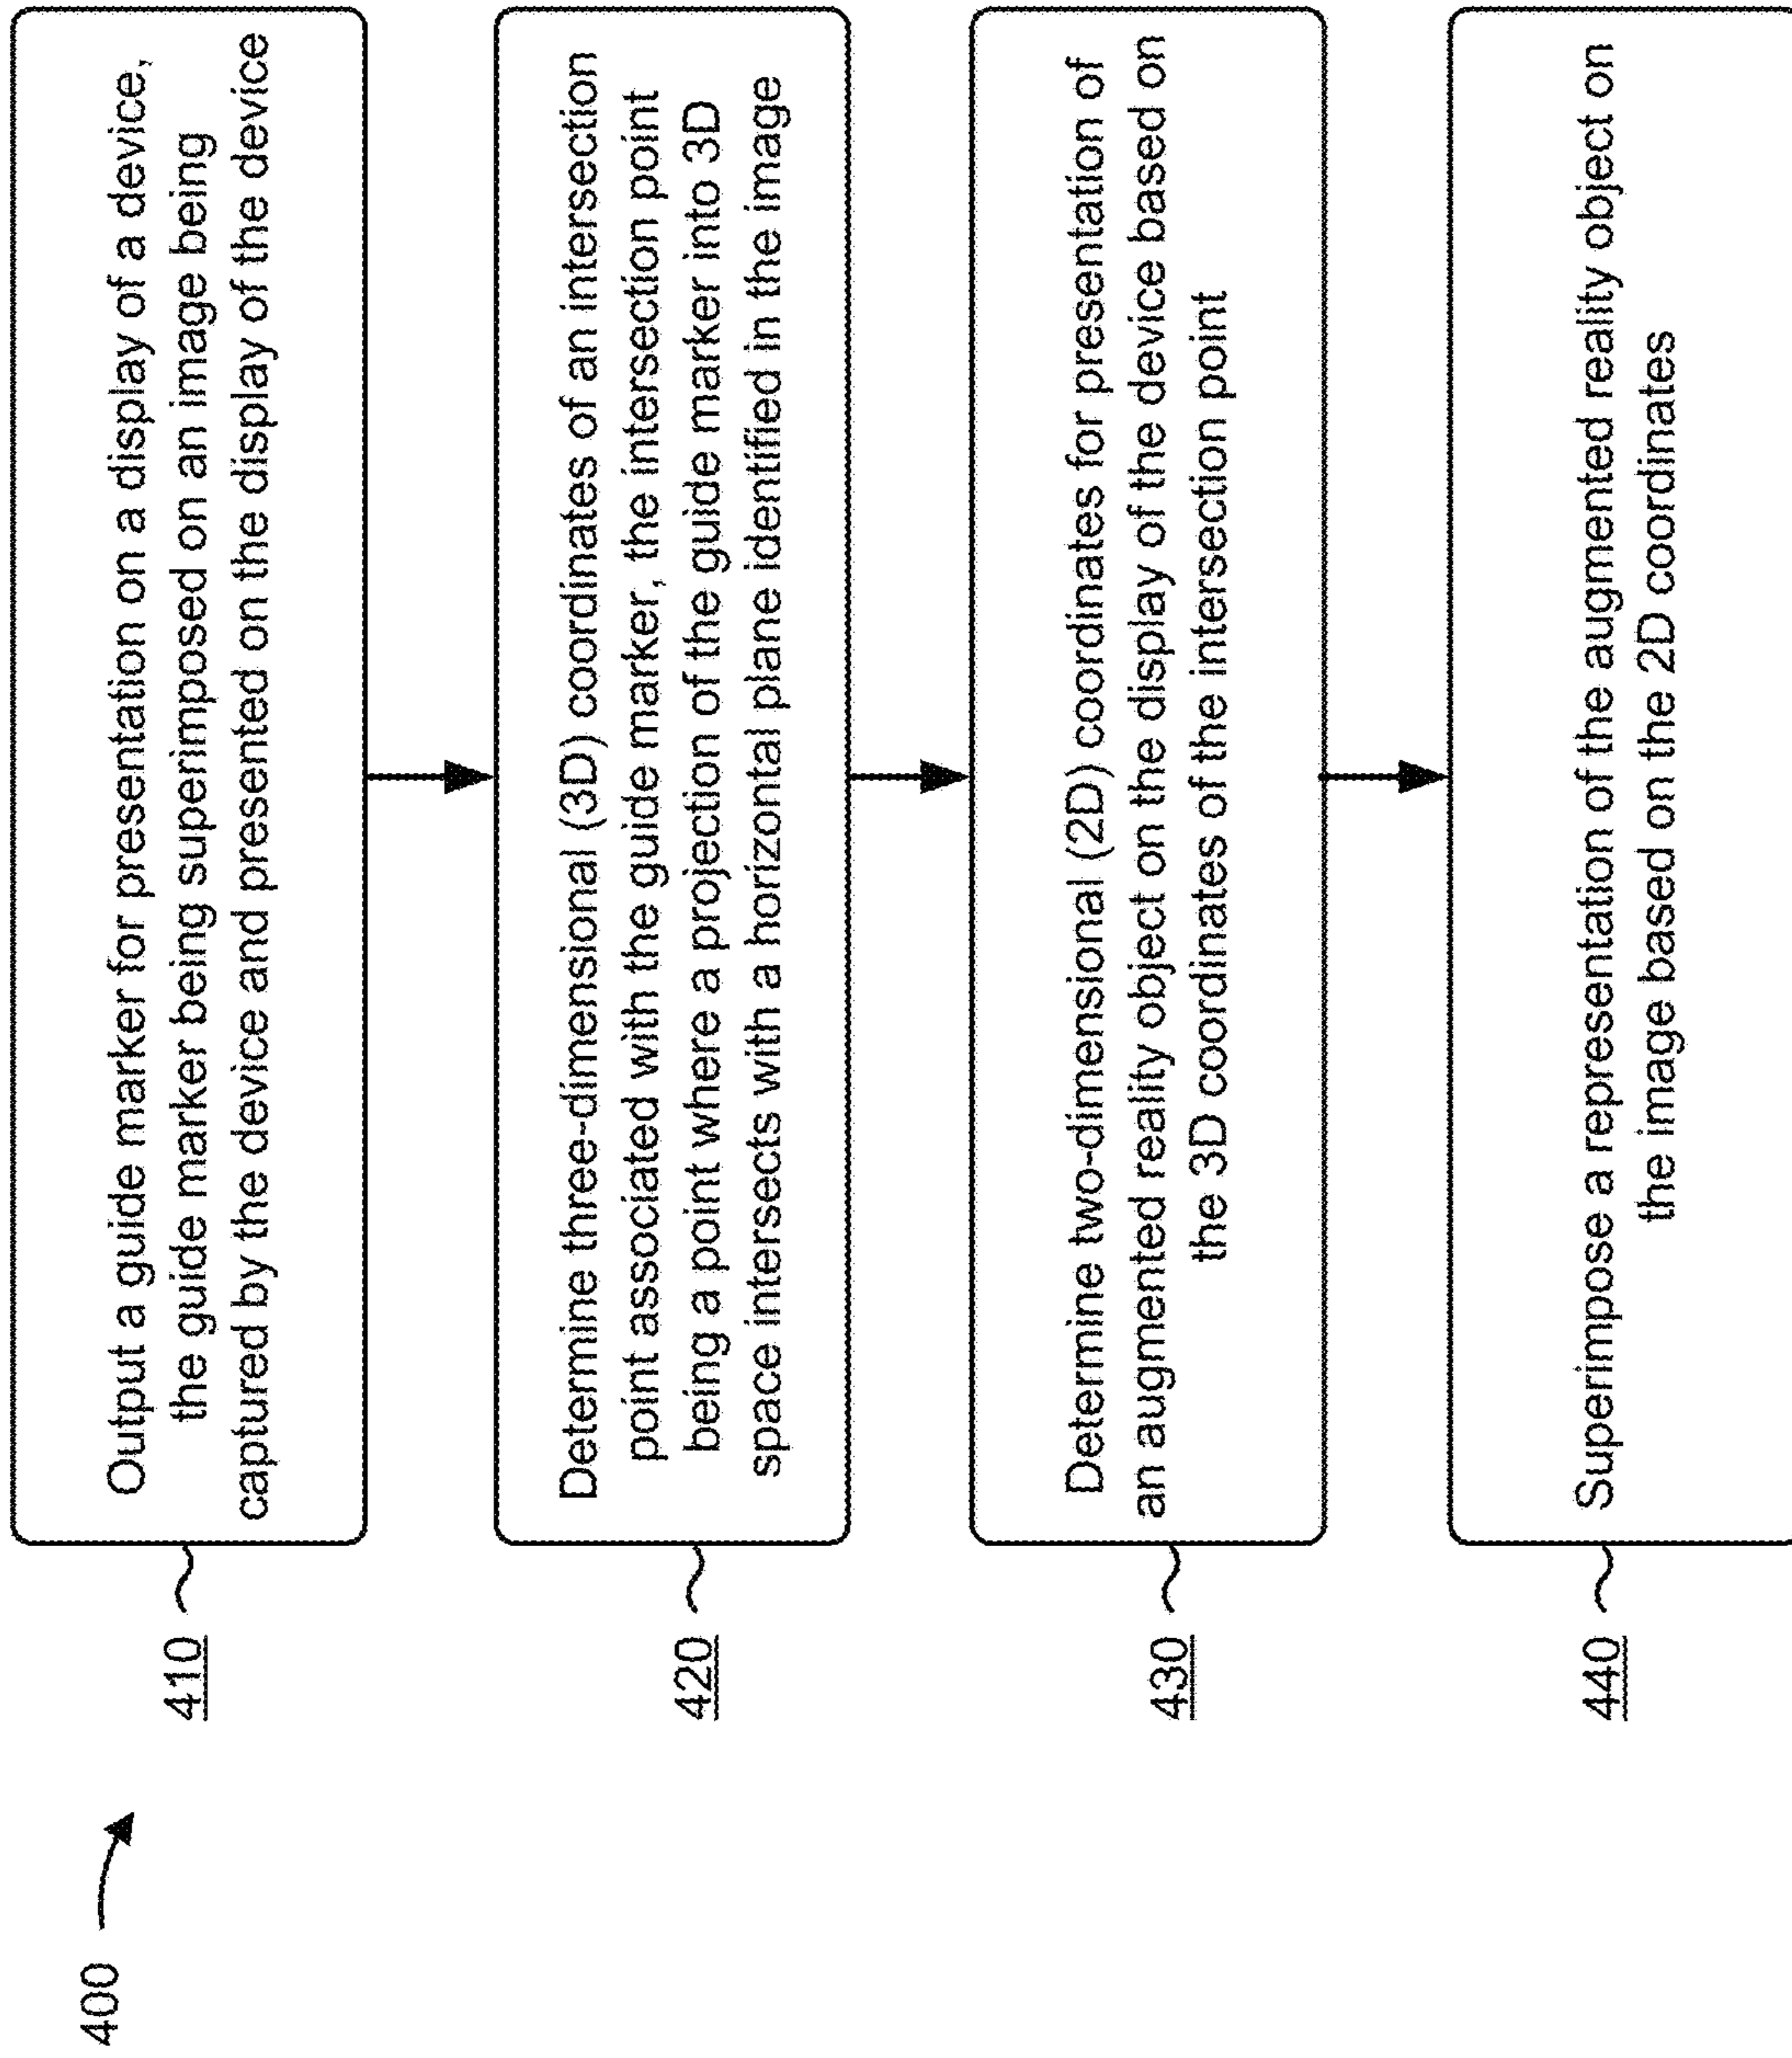 400
410
Output a guide marker for presentation on a display of a device,
the guide marker being superimposed on an image being
captured by the device and presented on the display of the device
420
Determine three-dimensional (3D) coordinates of an intersection
point associated with the guide marker, the intersection point
being a point where a projection of the guide marker into 3D
space intersects with a horizontal plane identified in the image
430
Determine two-dimensional (2D) coordinates for presentation of
an augmented reality object on the display of the device based on
the 3D coordinates of the intersection point
440
Superimpose a representation of the augmented reality object on
the image based on the 2D coordinates